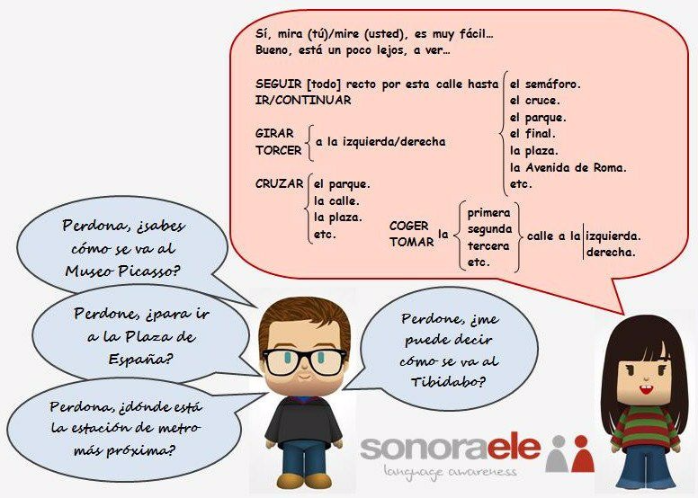 Sí, mira (tú)/mire (usted), es muy fácil...
Bueno, está un poco lejos, a ver...
SEGUIR [todo] recto por esta calle hasta
IR/CONTINUAR
el semáforo.
el cruce.
el parque.
el final.
la plaza.
la Avenida de Roma.
etc.
GIRAR
TORCER
a la izquierda/derecha
CRUZAR
el parque.
la calle.
la plaza.
etc.
COGER
TOMAR
la
primera
segunda
tercera
etc.
calle a la
izquierda.
derecha.
Perdona, ¿sabes
cómo se va al
Museo Picasso?
Perdone, ¿para ir
a la Plaza de
España?
Perdona, ¿dónde está
la estación de metro
más próxima?
Perdone, ¿me
puede decir
cómo se va al
Tibidabo?
sonoraele
language awareness